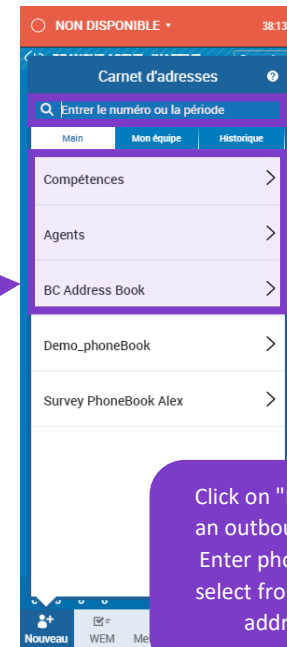 NON DISPONIBLE
38:13
Carnet d'adresses
Entrer le numéro ou la période
Main Mon équipe Historique
Compétences
Agents
BC Address Book
Demo_phoneBook
Survey PhoneBook Alex
Click on "
an outbou
Enter pho
select fro
addr
Nouveau WEM Me